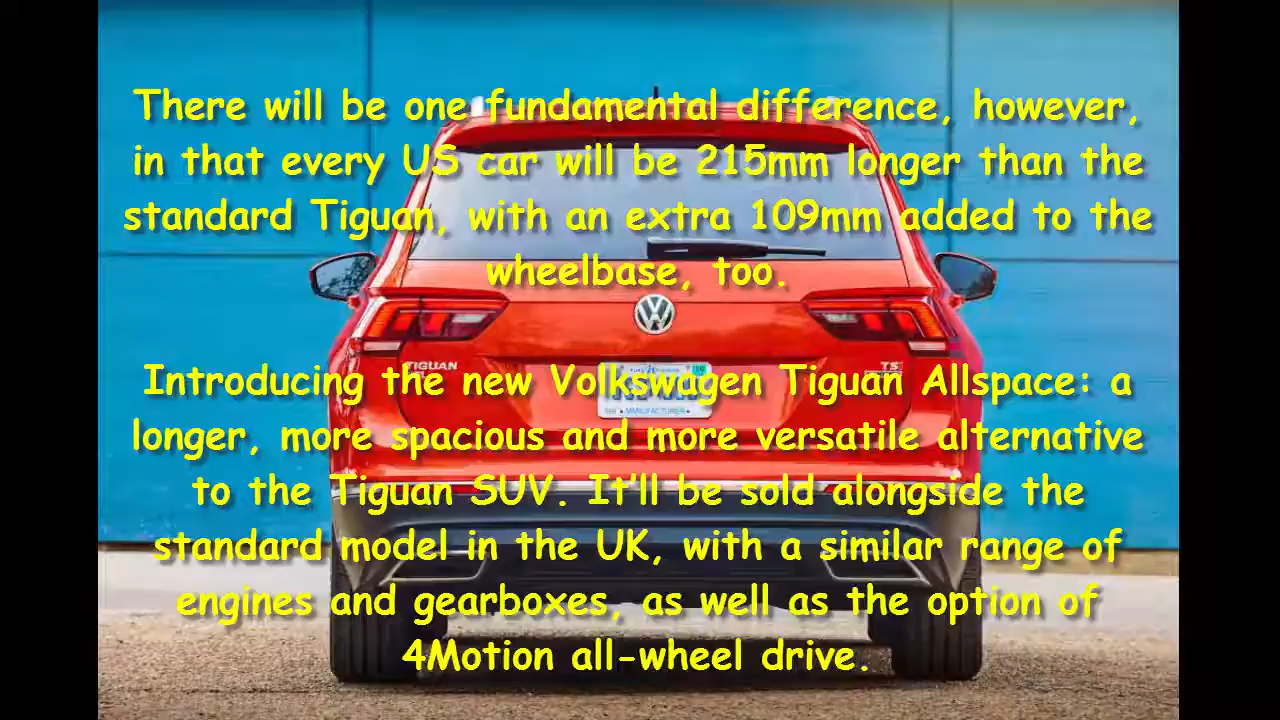 There will be one fundamental difference, however,
in that every US car will be 215mm longer than the
standard Tiguan, with an extra 109mm added to the
wheelbase, too.
TIGUAN
TSI
Introducing the new Volkswagen Tiguan Allspace: a
longer, more spacious and more versatile alternative
MANUFACTURER
to the Tiguan SUV. It'll be sold alongside the
standard model in the UK, with a similar range of
engines and gearboxes, as well as the option of
4Motion all-wheel drive.